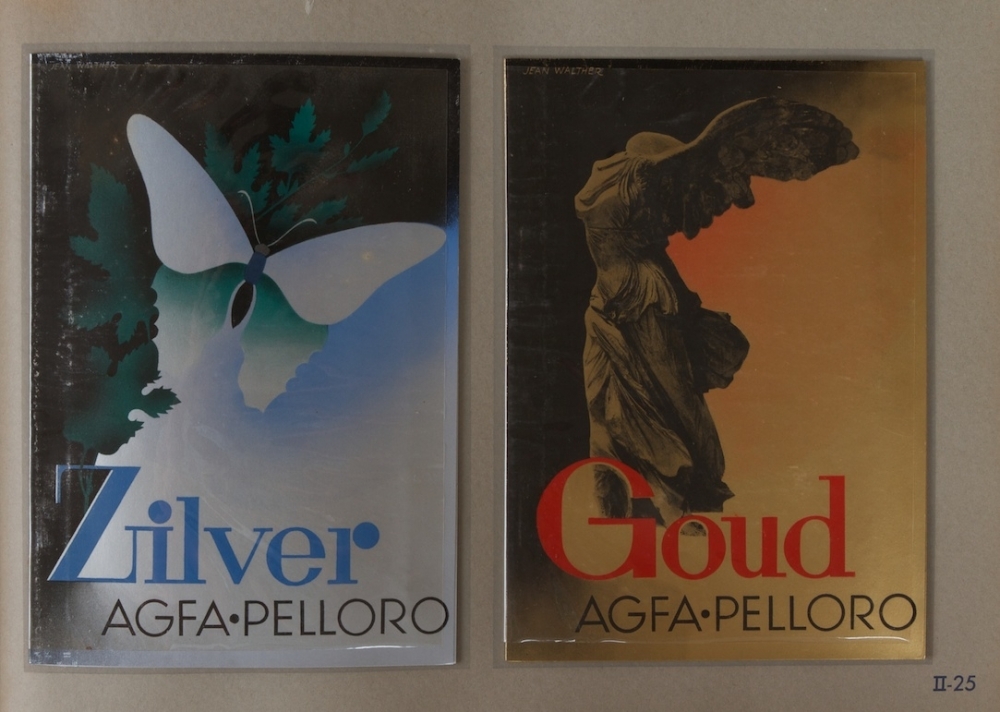 JEAN WALTHER
Zilver
AGFA•PELLORO
JEAN WALTHER
Goud
AGFA•PELLORO
II-25